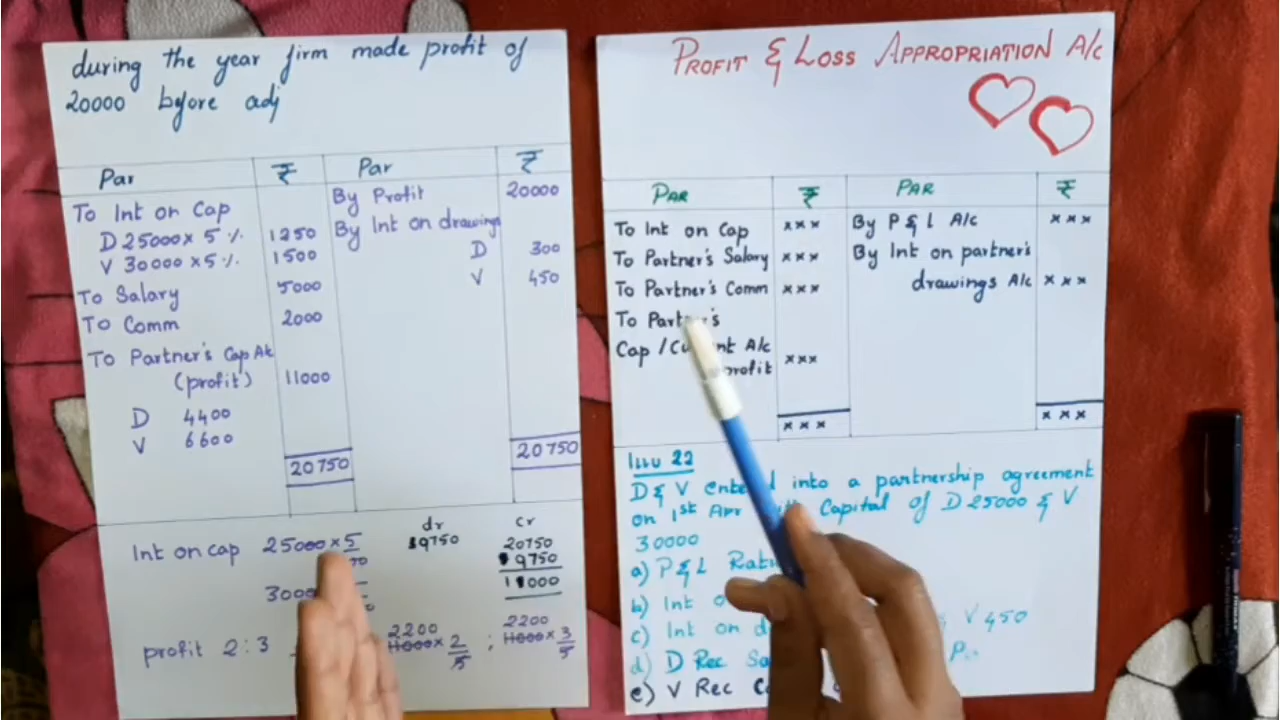 during the year firm made profit of
20000 before adj
Par ₹ Par ₹
To Int on Cap By Profit 20000
D 25000 x 5 % 1250 By Int on drawings
V 30000 x 5 % 1500 D 300
To Salary 5000 V 450
To Comm 2000
To Partner's Cap A/c
(profit) 11000
D 4400
V 6600
20750 20750
Int on cap 25000 x 5 dr cr
9750 20750
9750
11000
profit 2:3 2200 2200
11000 x 2/5 ; 11000 x 3/5
PROFIT & LOSS APPROPRIATION A/c
PAR ₹ PAR ₹
To Int on Cap xxx By P & L A/c xxx
To Partner's Salary xxx By Int on partner's
To Partner's Comm xxx drawings A/c xxx
To Partner's
Cap / A/c
profit xxx
xxx xxx
Illu 22
D & V into a partnership agreement
on 1st Apr Capital of D 25000 & V
30000
a) P & L
b) Int
c) Int on V 450
d) D Rec
e) V Rec